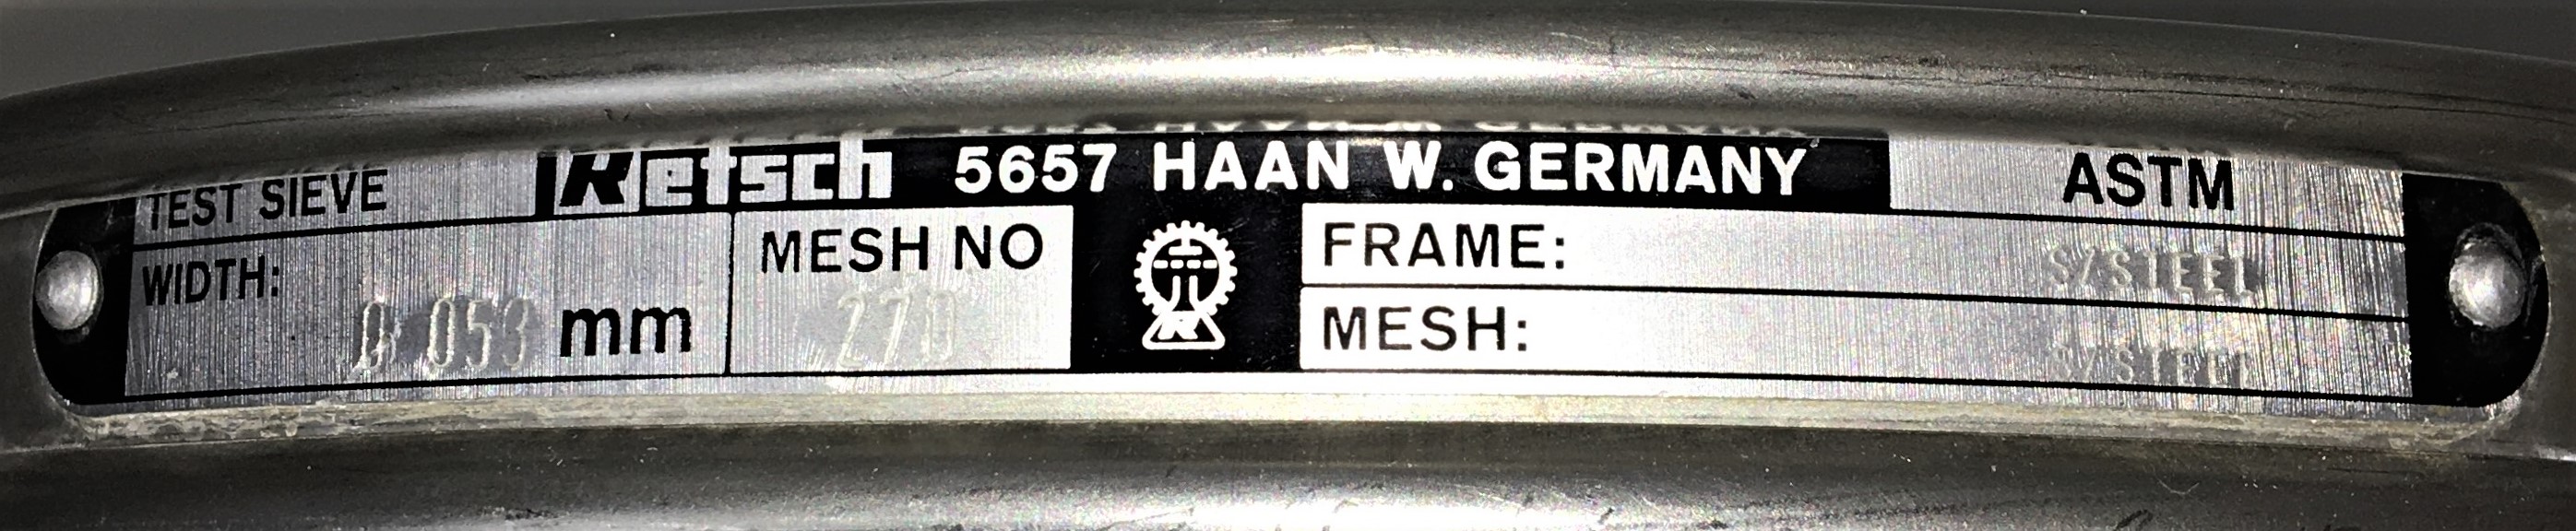 TEST SIEVE Retsch 5657 HAAN W. GERMANY ASTM
WIDTH: 0.053 mm
MESH NO 270
FRAME: S/STEEL
MESH: S/STEEL